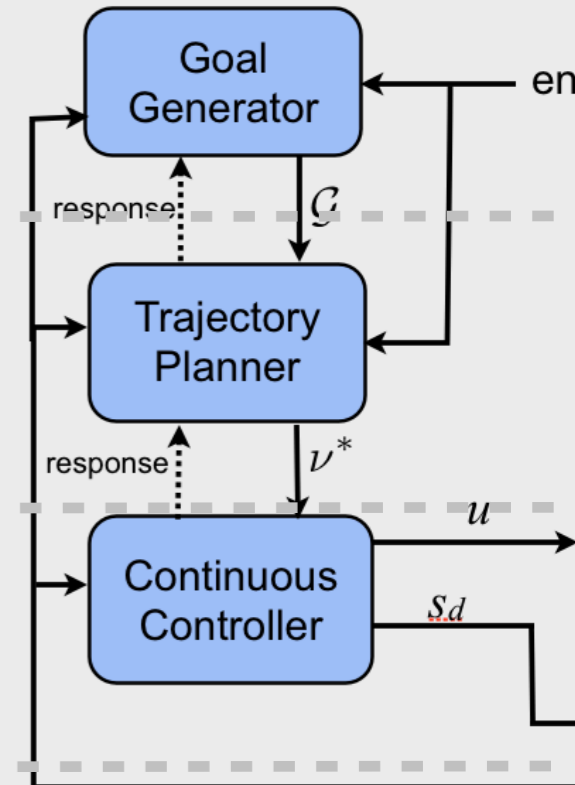 Goal
Generator
en
response
𝒢
Trajectory
Planner
response
ν*
u
Continuous
Controller
s_d